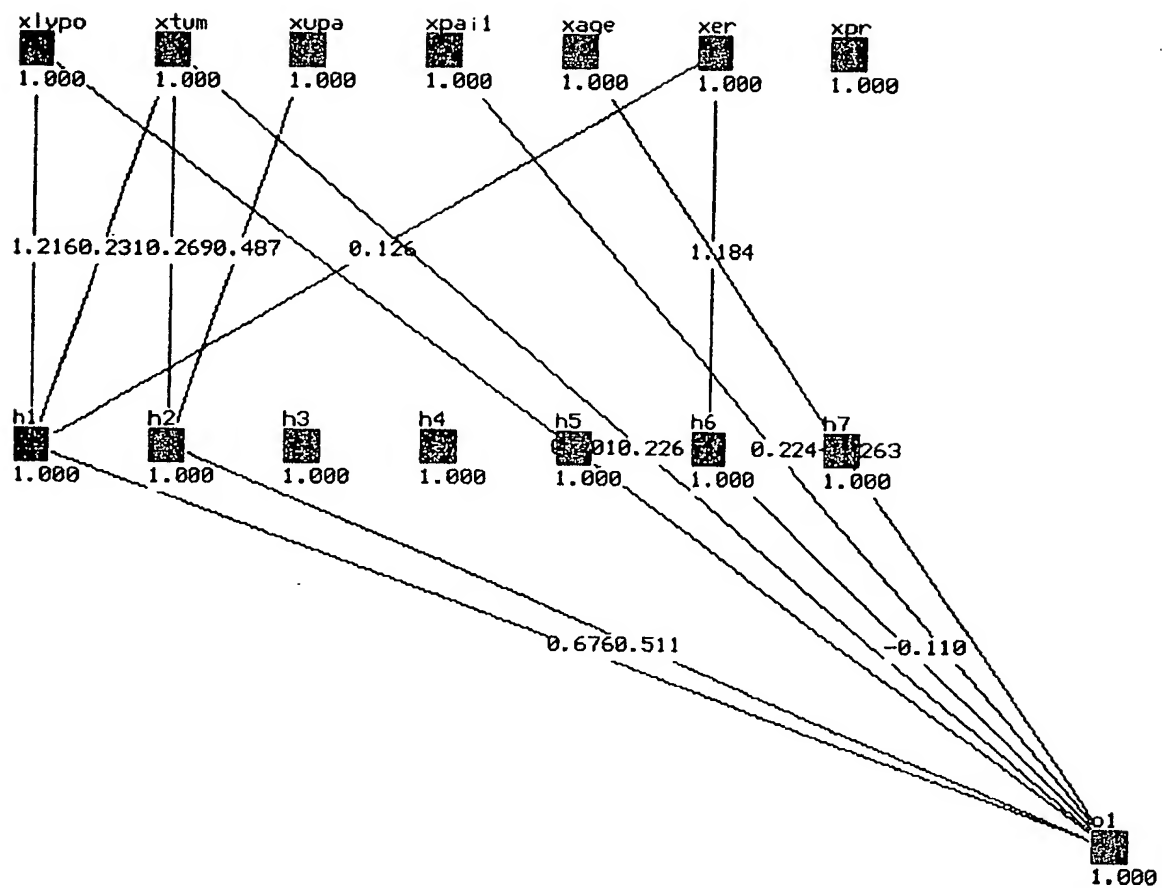 xlypo xtum xupa xpai1 xage xer xpr
1.000 1.000 1.000 1.000 1.000 1.000 1.000
1.2160.2310.2690.487 0.126 1.184
h1 h2 h3 h4 h5 h6 h7
010.226 0.224 263
1.000 1.000 1.000 1.000 1.000 1.000 1.000
0.6760.511 -0.110
o1
1.000